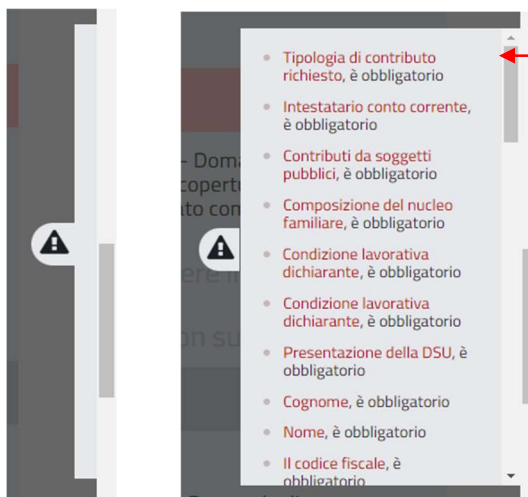 Tipologia di contributo
richiesto, è obbligatorio
Intestatario conto corrente,
è obbligatorio
Contributi da soggetti
pubblici, è obbligatorio
Composizione del nucleo
familiare, è obbligatorio
Condizione lavorativa
dichiarante, è obbligatorio
Condizione lavorativa
dichiarante, è obbligatorio
Presentazione della DSU, è
obbligatorio
Cognome, è obbligatorio
Nome, è obbligatorio
Il codice fiscale, è
obbligatorio